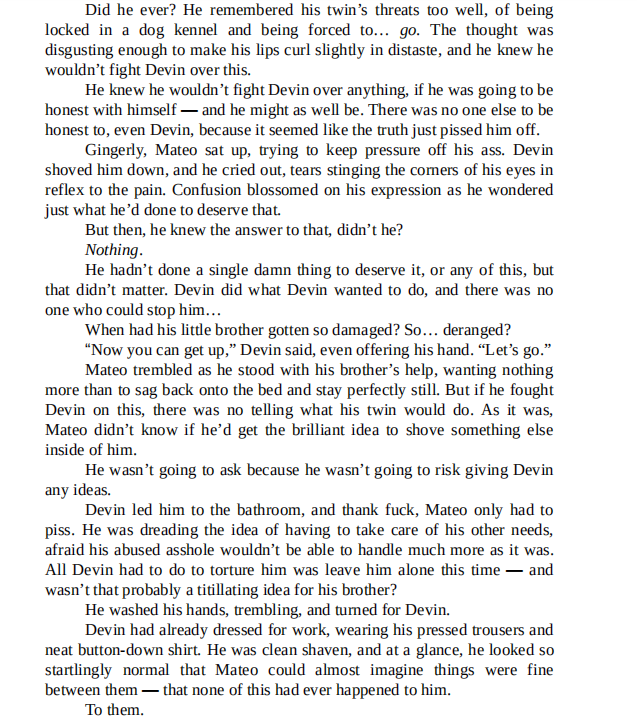 Did he ever? He remembered his twin’s threats too well, of being
locked in a dog kennel and being forced to… go. The thought was
disgusting enough to make his lips curl slightly in distaste, and he knew he
wouldn’t fight Devin over this.
He knew he wouldn’t fight Devin over anything, if he was going to be
honest with himself — and he might as well be. There was no one else to be
honest to, even Devin, because it seemed like the truth just pissed him off.
Gingerly, Mateo sat up, trying to keep pressure off his ass. Devin
shoved him down, and he cried out, tears stinging the corners of his eyes in
reflex to the pain. Confusion blossomed on his expression as he wondered
just what he’d done to deserve that.
But then, he knew the answer to that, didn’t he?
Nothing.
He hadn’t done a single damn thing to deserve it, or any of this, but
that didn’t matter. Devin did what Devin wanted to do, and there was no
one who could stop him…
When had his little brother gotten so damaged? So… deranged?
“Now you can get up,” Devin said, even offering his hand. “Let’s go.”
Mateo trembled as he stood with his brother’s help, wanting nothing
more than to sag back onto the bed and stay perfectly still. But if he fought
Devin on this, there was no telling what his twin would do. As it was,
Mateo didn’t know if he’d get the brilliant idea to shove something else
inside of him.
He wasn’t going to ask because he wasn’t going to risk giving Devin
any ideas.
Devin led him to the bathroom, and thank fuck, Mateo only had to
piss. He was dreading the idea of having to take care of his other needs,
afraid his abused asshole wouldn’t be able to handle much more as it was.
All Devin had to do to torture him was leave him alone this time — and
wasn’t that probably a titillating idea for his brother?
He washed his hands, trembling, and turned for Devin.
Devin had already dressed for work, wearing his pressed trousers and
neat button-down shirt. He was clean shaven, and at a glance, he looked so
startlingly normal that Mateo could almost imagine things were fine
between them — that none of this had ever happened to him.
To them.